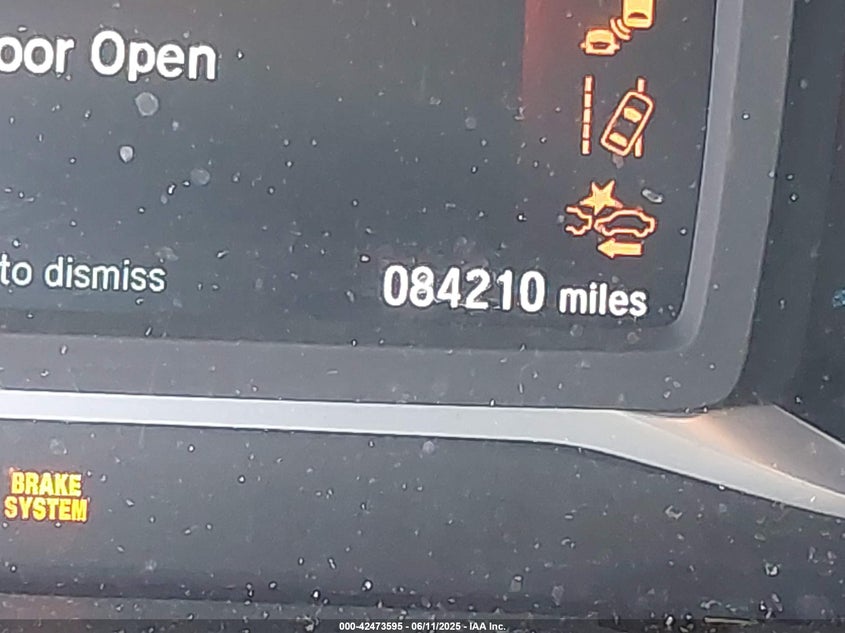 oor Open
to dismiss
084210 miles
BRAKE
SYSTEM
000-42473595 - 06/11/2025 - IAA Inc.